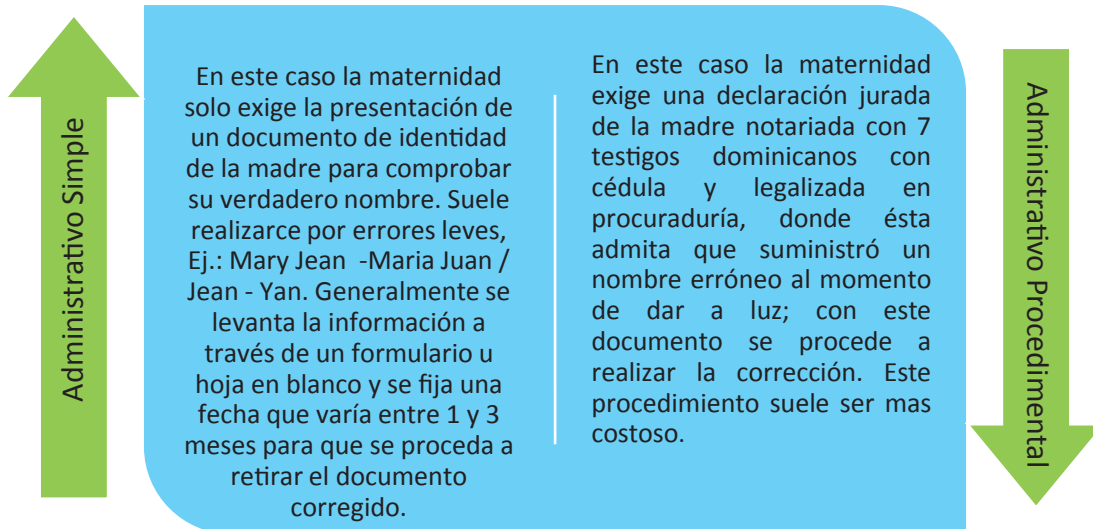 Administrativo Simple
En este caso la maternidad
solo exige la presentación de
un documento de identidad
de la madre para comprobar
su verdadero nombre. Suele
realizarce por errores leves,
Ej.: Mary Jean -Maria Juan /
Jean - Yan. Generalmente se
levanta la información a
través de un formulario u
hoja en blanco y se fija una
fecha que varía entre 1 y 3
meses para que se proceda a
retirar el documento
corregido.
En este caso la maternidad
exige una declaración jurada
de la madre notariada con 7
testigos dominicanos con
cédula y legalizada en
procuraduría, donde ésta
admita que suministró un
nombre erróneo al momento
de dar a luz; con este
documento se procede a
realizar la corrección. Este
procedimiento suele ser mas
costoso.
Administrativo Procedimental